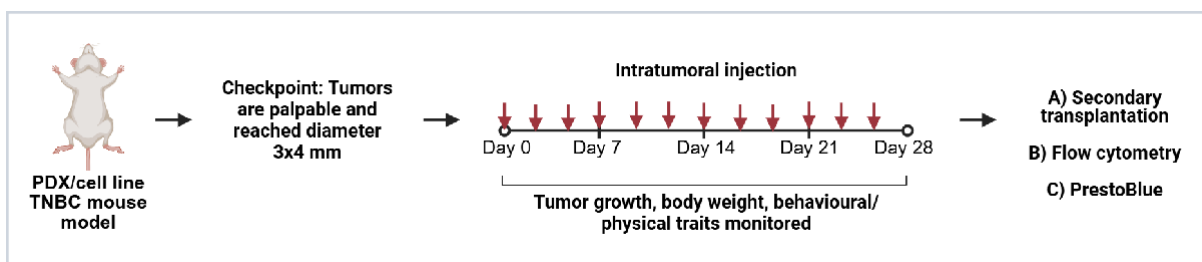 PDX/cell line
TNBC mouse
model
Checkpoint: Tumors
are palpable and
reached diameter
3x4 mm
Intratumoral injection
Day 0
Day 7
Day 14
Day 21
Day 28
Tumor growth, body weight, behavioural/
physical traits monitored
A) Secondary
transplantation
B) Flow cytometry
C) PrestoBlue